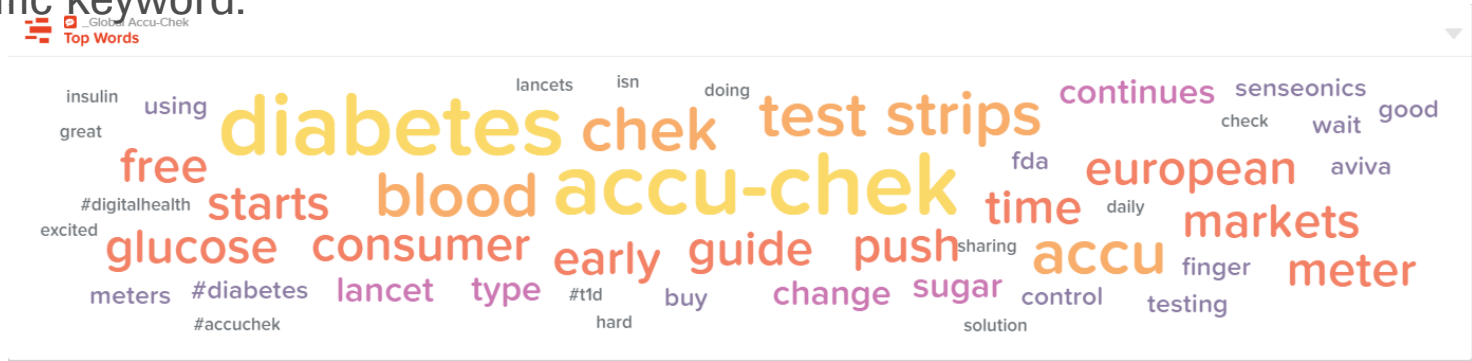 mic keyword.
_Global Accu-Chek
Top Words
lancets isn doing continues senseonics
insulin using diabetes chek test strips check wait good
great free fda european aviva
#digitalhealth starts blood accu-chek time daily markets
excited glucose consumer early guide push sharing accu finger meter
meters #diabetes lancet type #t1d buy change sugar control testing
#accuchek hard solution